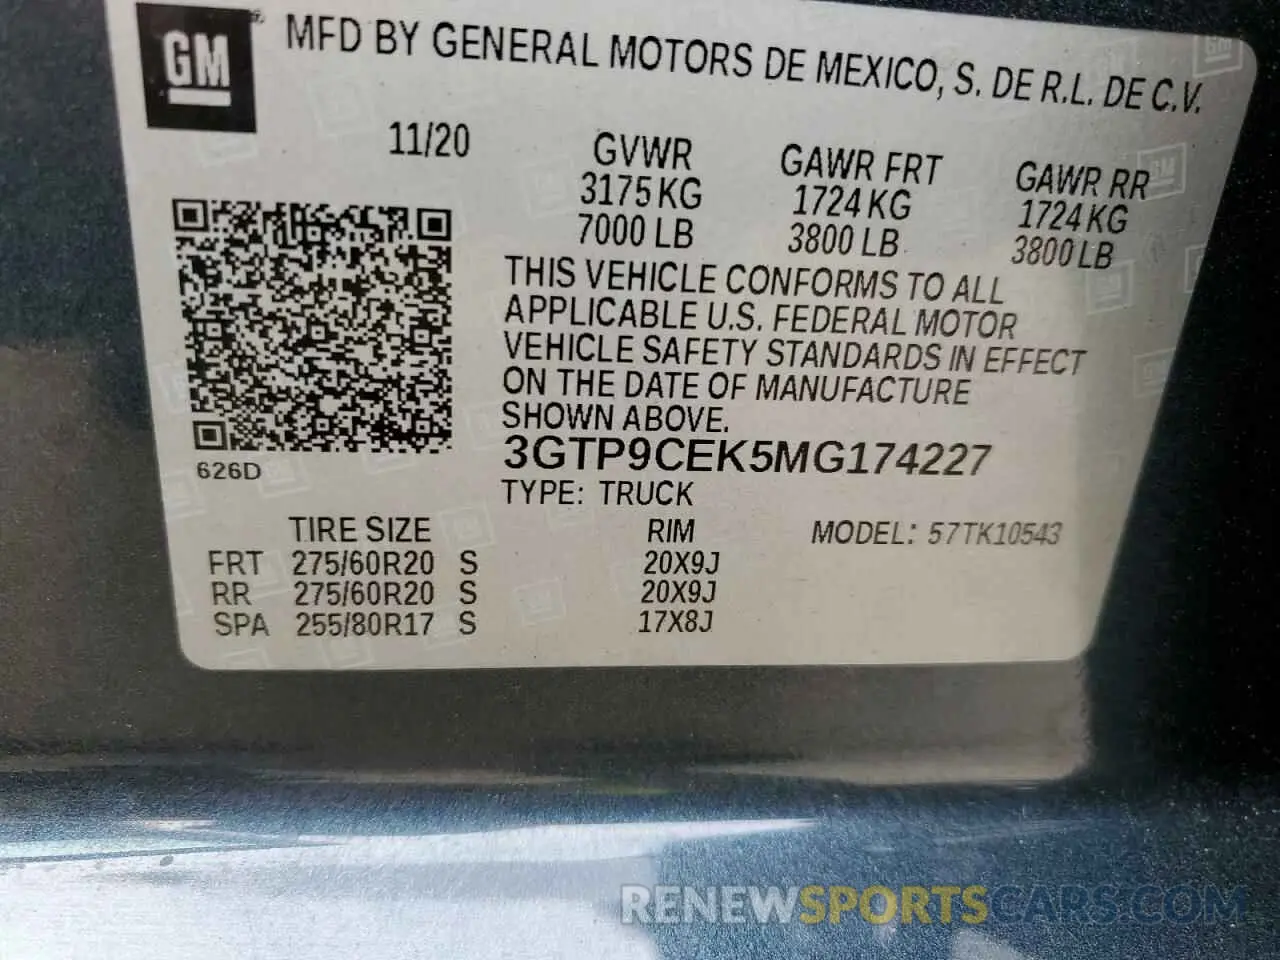 GM
MFD BY GENERAL MOTORS DE MEXICO, S. DE R.L. DE C.V.
11/20
GVWR
3175 KG
7000 LB
GAWR FRT
1724 KG
3800 LB
GAWR RR
1724 KG
3800 LB
THIS VEHICLE CONFORMS TO ALL
APPLICABLE U.S. FEDERAL MOTOR
VEHICLE SAFETY STANDARDS IN EFFECT
ON THE DATE OF MANUFACTURE
SHOWN ABOVE.
3GTP9CEK5MG174227
626D
TYPE: TRUCK
TIRE SIZE RIM MODEL: 57TK10543
FRT 275/60R20 S 20X9J
RR 275/60R20 S 20X9J
SPA 255/80R17 S 17X8J
RENEWSPORTSCARS.COM